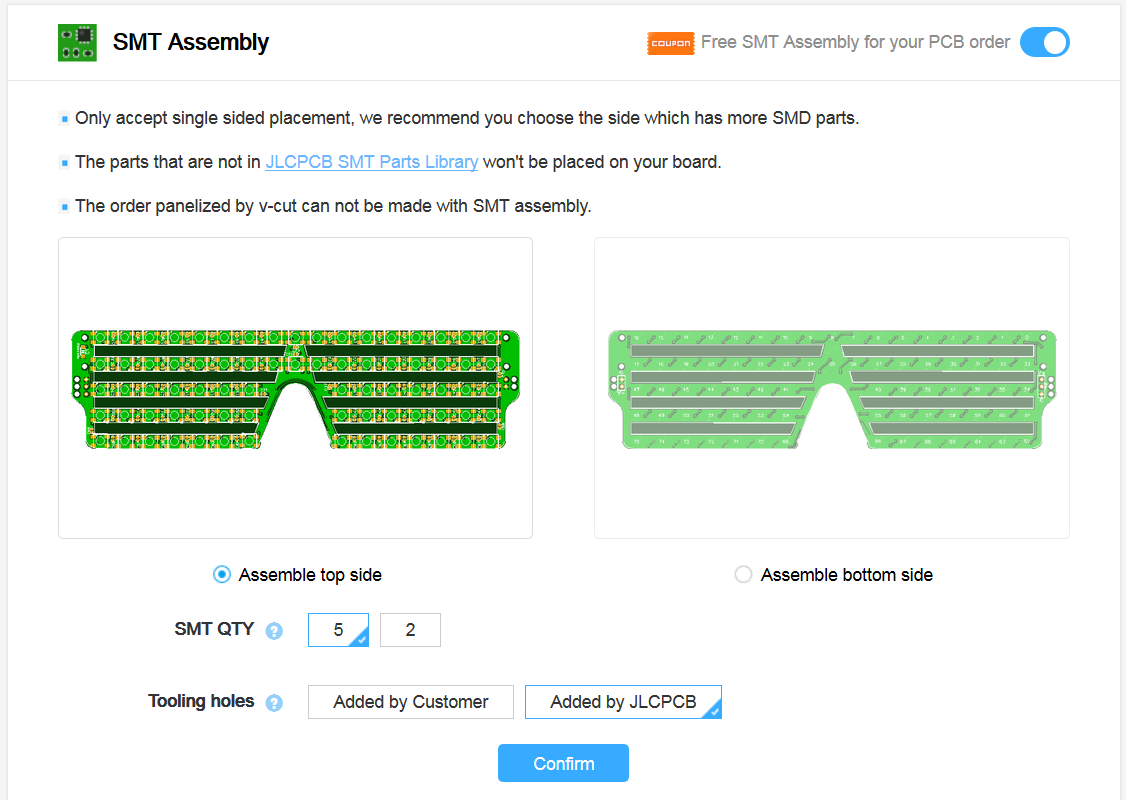 SMT Assembly
COUPON Free SMT Assembly for your PCB order
Only accept single sided placement, we recommend you choose the side which has more SMD parts.
The parts that are not in JLCPCB SMT Parts Library won't be placed on your board.
The order panelized by v-cut can not be made with SMT assembly.
Assemble top side
Assemble bottom side
SMT QTY ? 5 2
Tooling holes ? Added by Customer Added by JLCPCB
Confirm